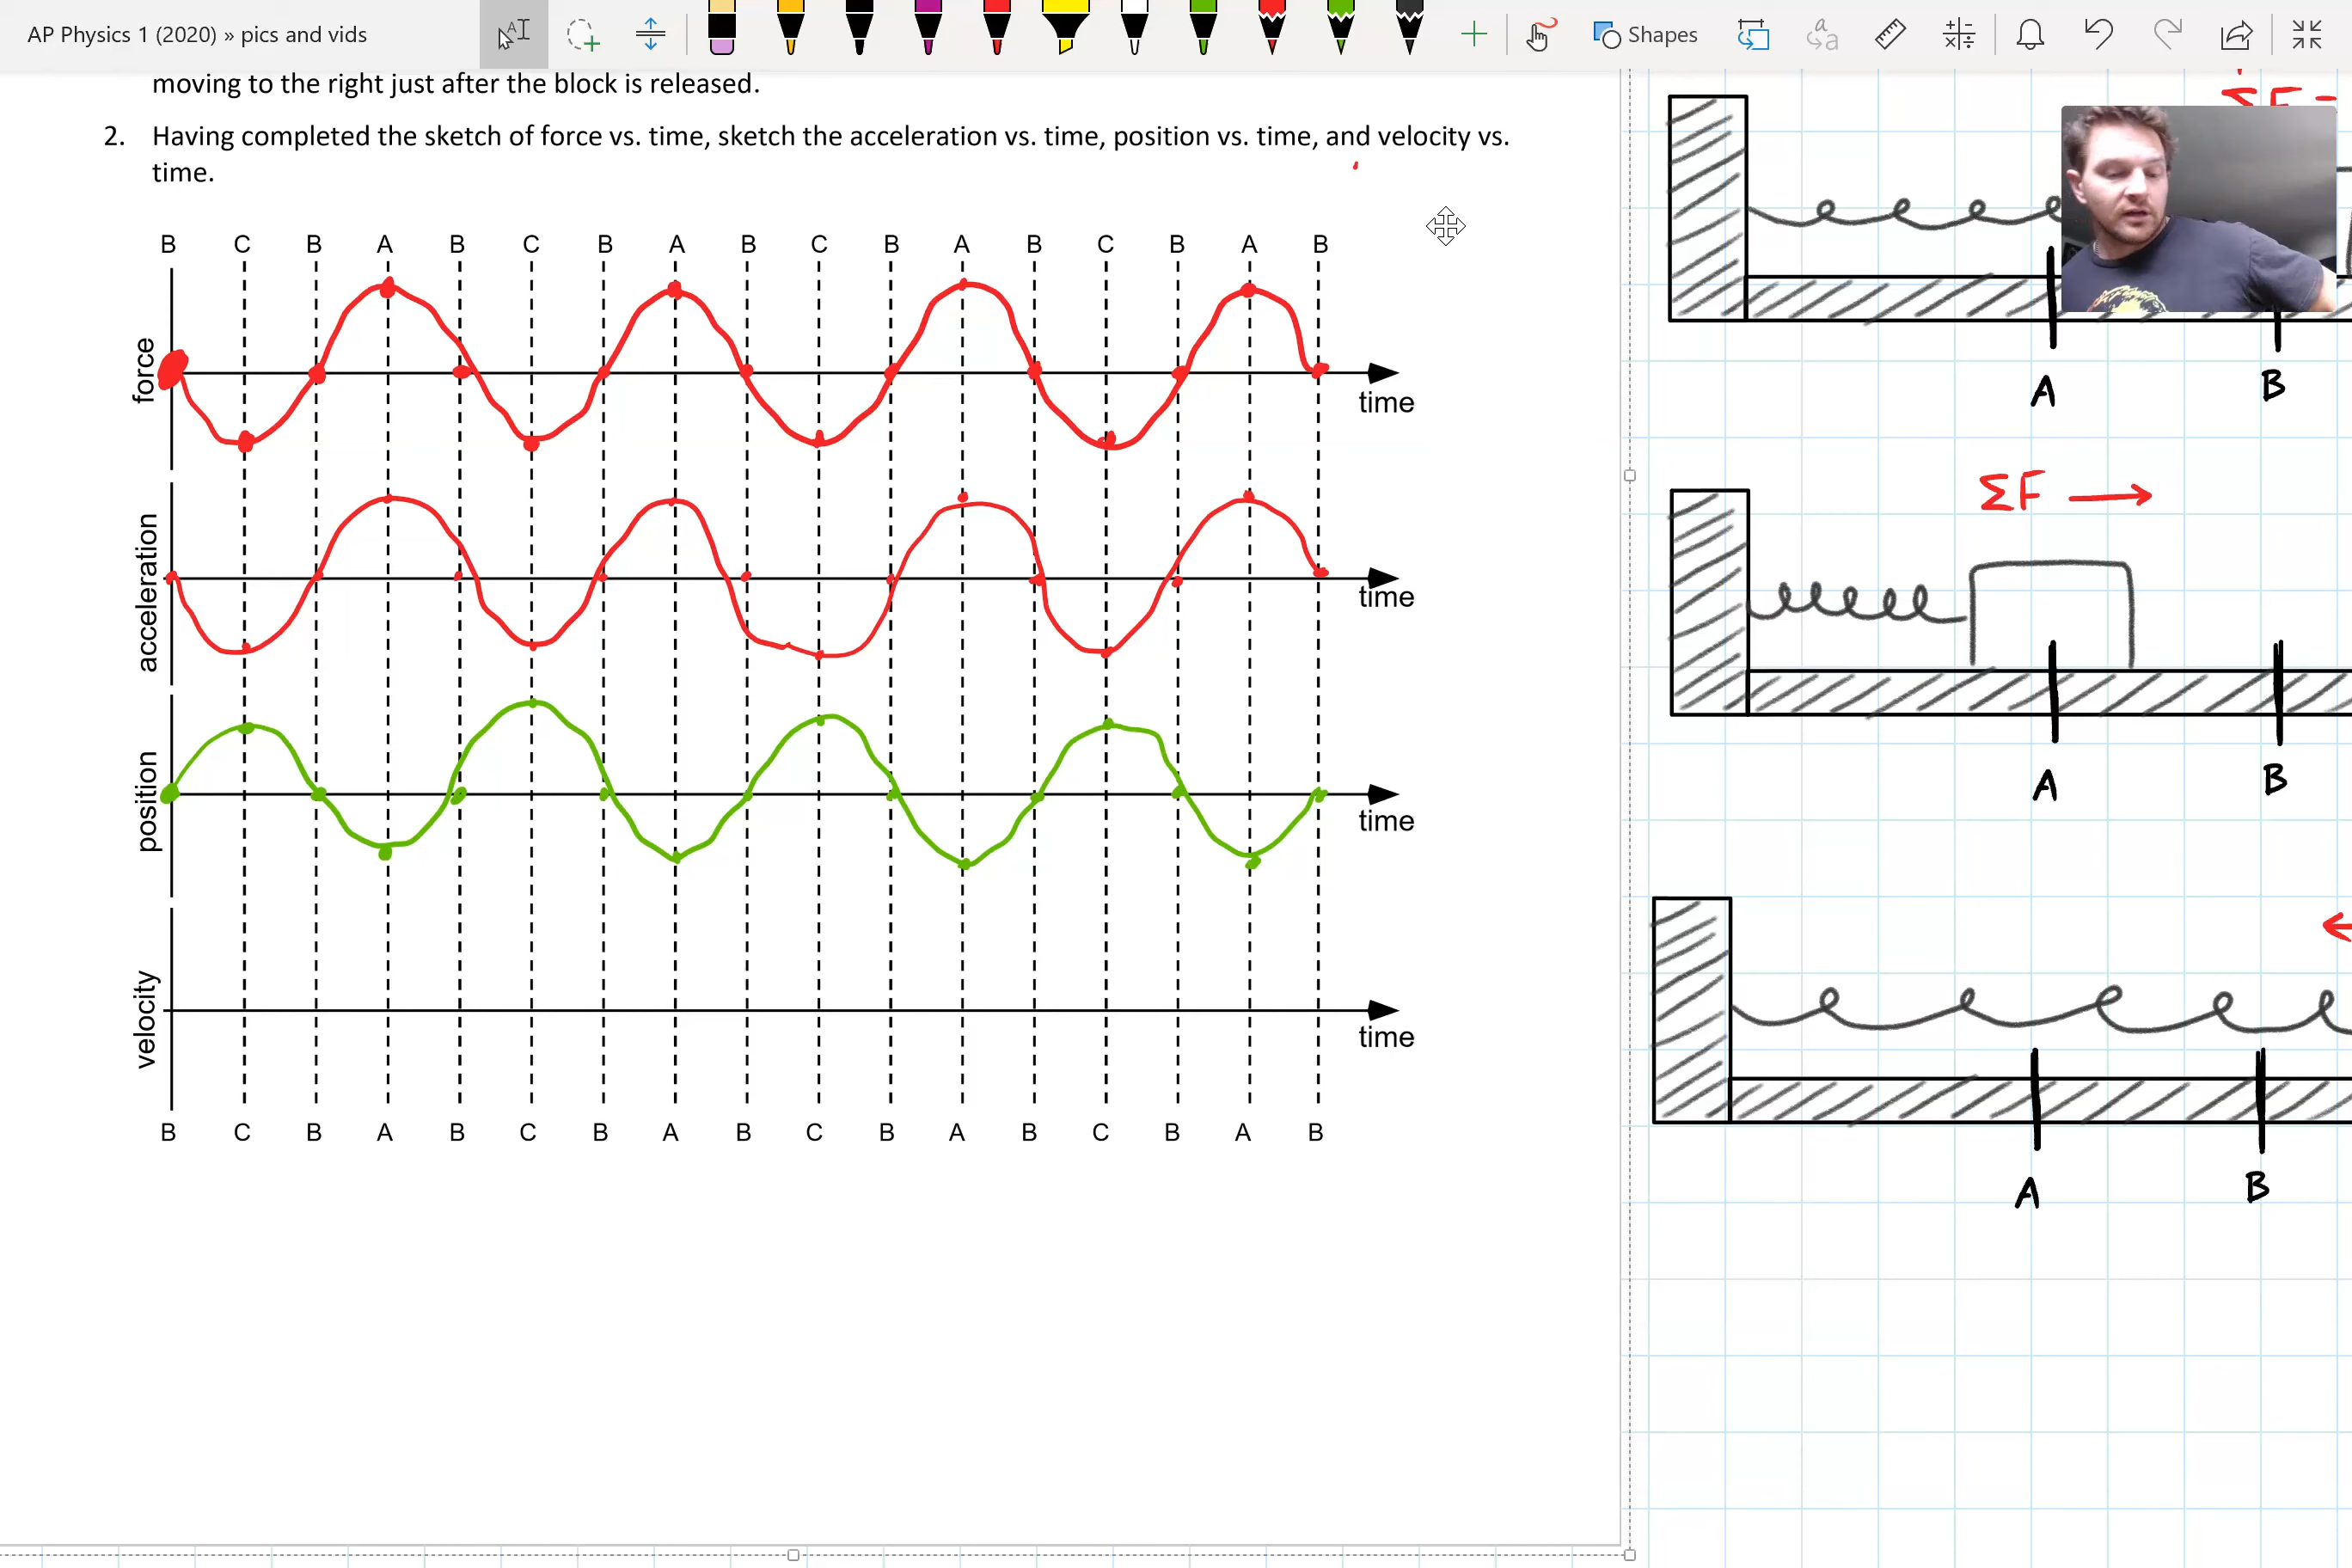 AP Physics 1 (2020) » pics and vids
Shapes
moving to the right just after the block is released.
2. Having completed the sketch of force vs. time, sketch the acceleration vs. time, position vs. time, and velocity vs.
time.
B C B A B C B A B C B A B C B A B
force
time
acceleration
time
position
time
velocity
time
B C B A B C B A B C B A B C B A B
ΣF
A B
ΣF →
A B
A B